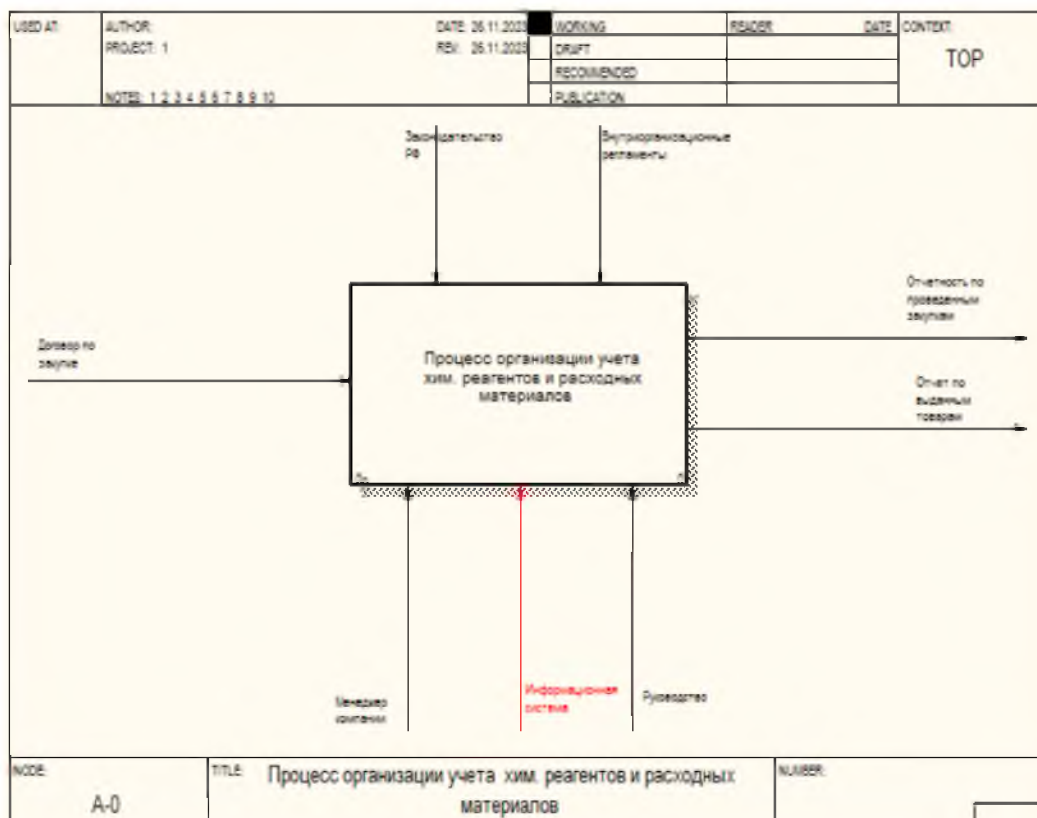 USED AT:
AUTHOR:
DATE: 26.11.2023
WORKING
READER
DATE
CONTEXT:
PROJECT: 1
REV: 26.11.2023
DRAFT
TOP
RECOMMENDED
NOTES: 1 2 3 4 5 6 7 8 9 10
PUBLICATION
Законодательство
РФ
Внутриорганизационные
регламенты
Отчетность по
проведенным
закупкам
Договор по
закупке
Процесс организации учета
хим. реагентов и расходных
материалов
Отчет по
выданным
товарам
Менеджер
компании
Информационная
система
Руководство
NODE:
A-0
TITLE:
Процесс организации учета хим. реагентов и расходных
материалов
NUMBER: